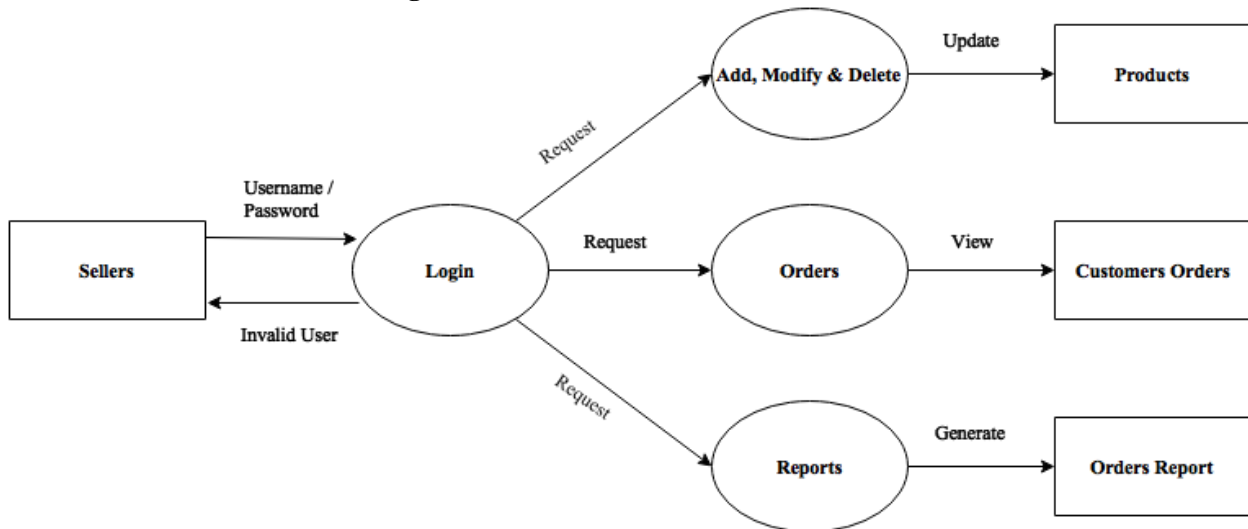 Update
Add, Modify & Delete
Products
Request
Username /
Password
Request
View
Sellers
Login
Orders
Customers Orders
Invalid User
Request
Generate
Reports
Orders Report